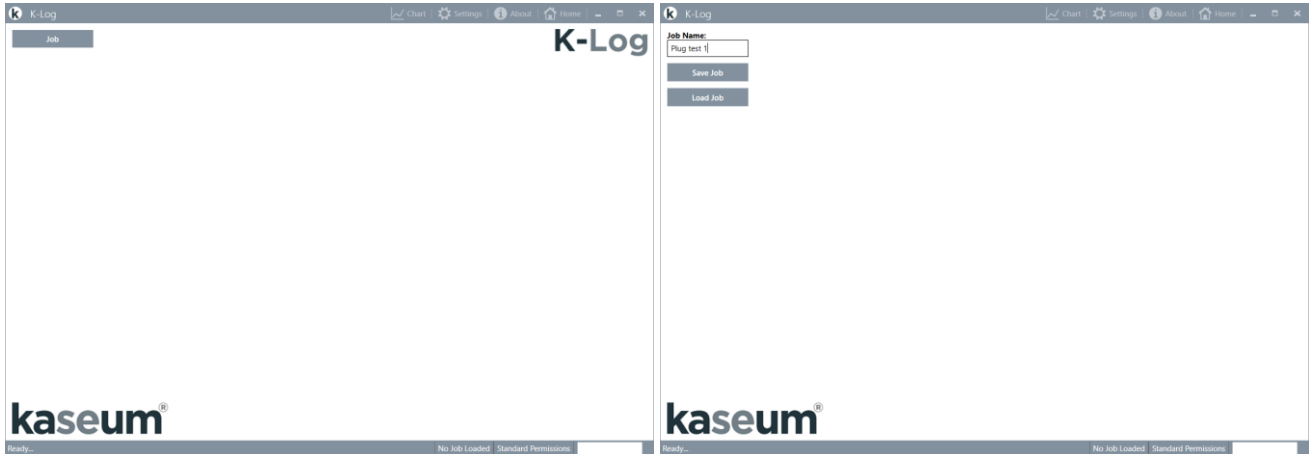 K-Log Chart Settings About Home
Job
K-Log
kaseum®
Ready... No Job Loaded Standard Permissions
K-Log Chart Settings About Home
Job Name:
Plug test 1
Save Job
Load Job
kaseum®
Ready... No Job Loaded Standard Permissions